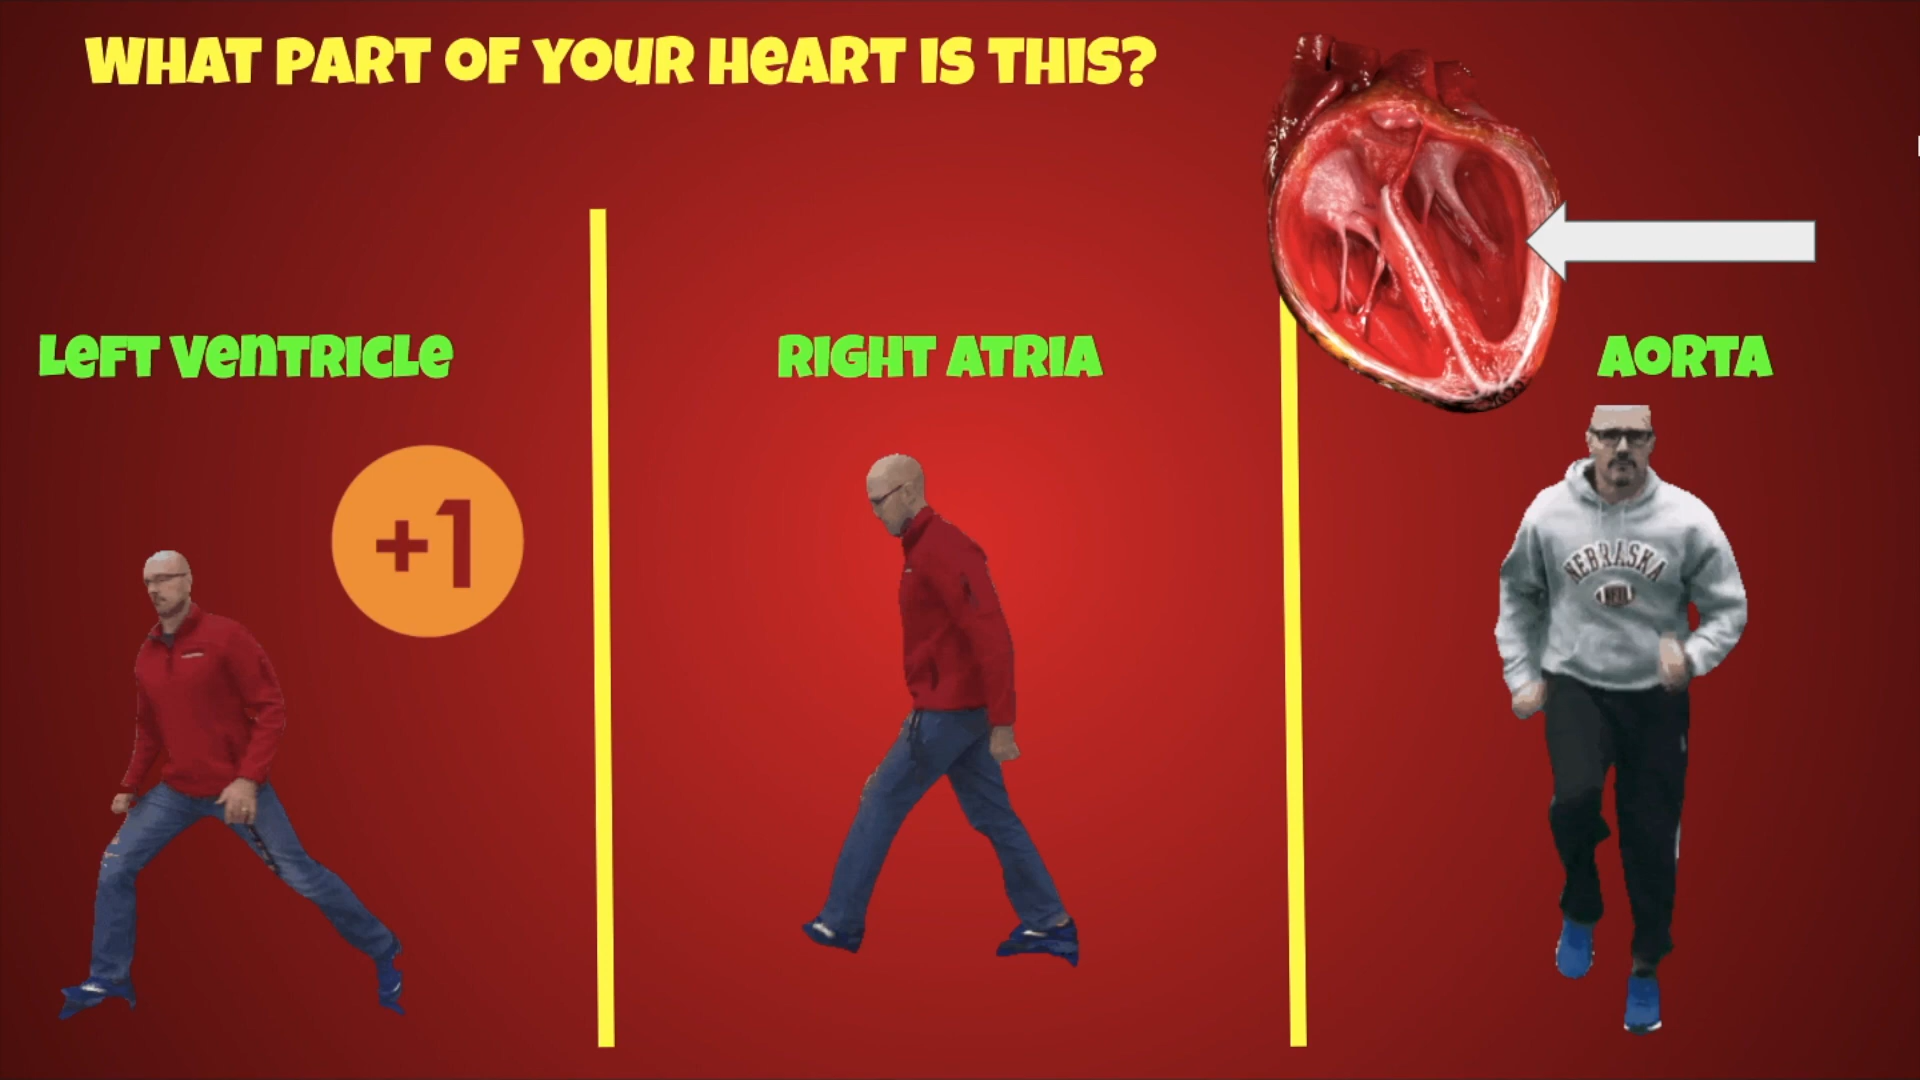 WHAT PART OF YOUR HEART IS THIS?
LEFT VENTRICLE
RIGHT ATRIA
AORTA
+1
NEBRASKA